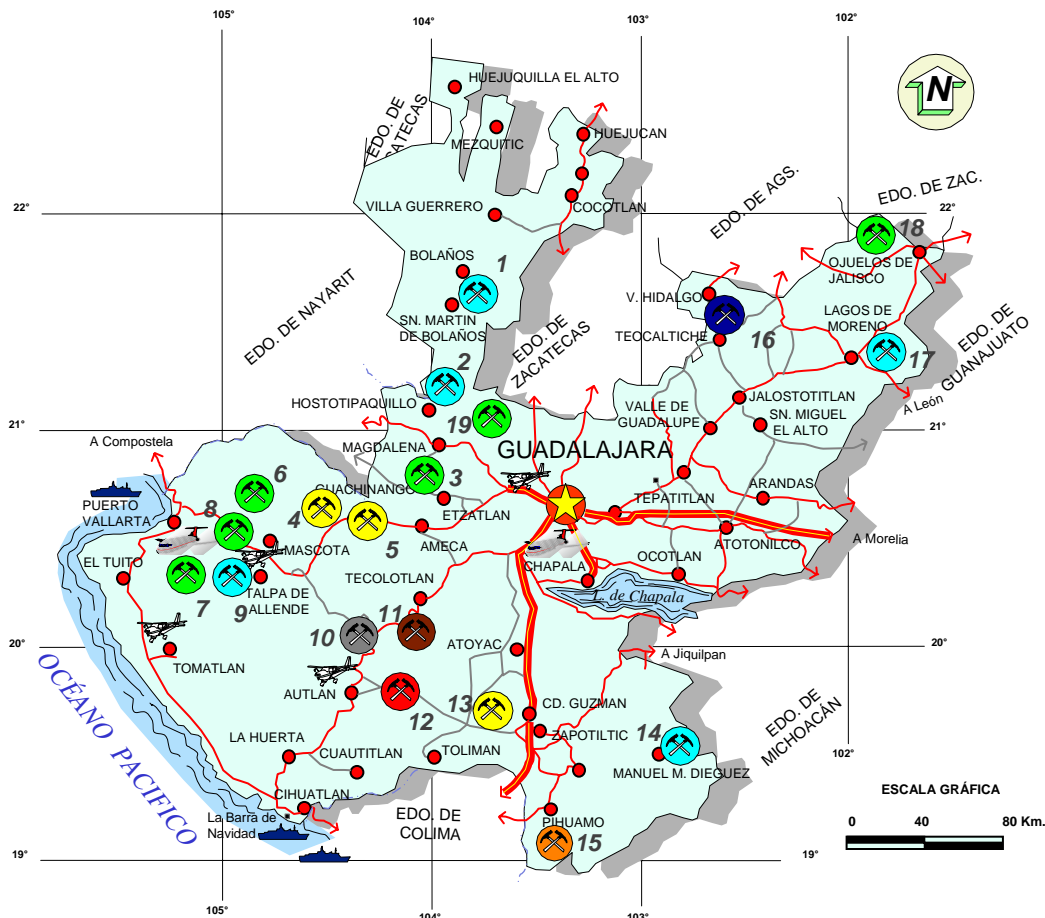 105°
104°
103°
102°
HUEJUQUILLA EL ALTO
N
EDO. DE
CATECAS
MEZQUITIC
HUEJUCAN
EDO. DE AGS.
EDO. DE ZAC.
22°
VILLA GUERRERO
COCOTLAN
22°
18
BOLAÑOS
1
OJUELOS DE
JALISCO
EDO. DE NAYARIT
V. HIDALGO
SN. MARTIN
DE BOLAÑOS
EDO. DE
ZACATECAS
TEOCALTICHE
16
LAGOS DE
MORENO
EDO. DE
GUANAJUATO
17
2
HOSTOTIPAQUILLO
19
JALOSTOTITLAN
À León
VALLE DE
GUADALUPE
SN. MIGUEL
EL ALTO
21°
21°
A Compostela
MAGDALENA
GUADALAJARA
3
6
GUACHINANGO
4
PUERTO
VALLARTA
8
ETZATLAN
TEPATITLAN
ARANDAS
5
AMECA
MASCOTA
ATOTONILCO
A Morelia
EL TUITO
OCOTLAN
CHAPALA
TECOLOTLAN
TALPA DE
ALLENDE
7
9
L. de Chapala
11
10
20°
20°
TOMATLAN
ATOYAC
A Jiquilpan
AUTLAN
12
13
CD. GUZMAN
EDO. DE
MICHOACÁN
OCÉANO PACIFICO
LA HUERTA
ZAPOTILTIC
14
102°
CUAUTITLAN
TOLIMAN
MANUEL M. DIEGUEZ
ESCALA GRÁFICA
CIHUATLAN
La Barra de
Navidad
EDO. DE
COLIMA
PIHUAMO
0 40 80 Km.
15
19°
19°
105°
104°
103°